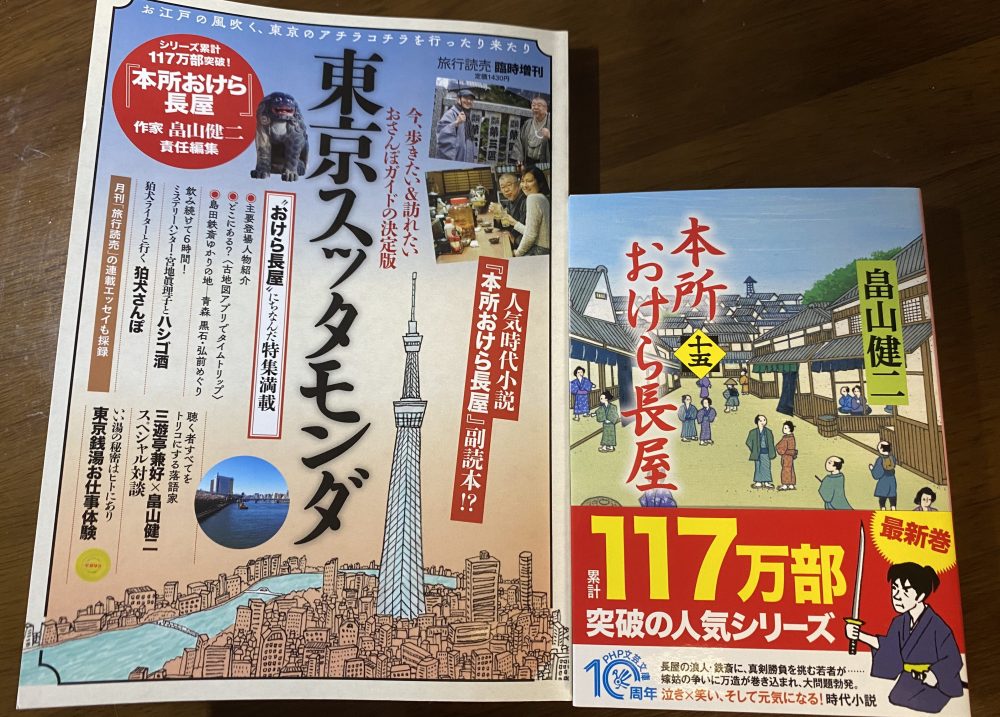 お江戸の風吹く、東京のアチラコチラを行ったり来たり
シリーズ累計
117万部突破!
『本所おけら
長屋』
作家 畠山健二
責任編集
旅行読売 臨時増刊
定価1430円
東京スッタモンダ
今、歩きたい&訪れたい
おさんぽガイドの決定版
人気時代小説
『本所おけら長屋』副読本!?
“おけら長屋”にちなんだ特集満載
●主要登場人物紹介
●どこにある?(古地図アプリでタイムトリップ)
●島田鉄斎ゆかりの地 青森 黒石・弘前めぐり
飲み続けて6時間!
ミステリーハンター・宮地眞理子とハシゴ酒
狛犬ライターと行く 狛犬さんぽ
月刊「旅行読売」の連載エッセイも採録
聴く者すべてを
トリコにする落語家
三遊亭兼好×畠山健二
スペシャル対談
いい湯の秘密はヒトにあり
東京銭湯お仕事体験
畠山健二
本所
おけら長屋
十五
最新巻
累計
117万部
突破の人気シリーズ
PHP文芸文庫
10周年
長屋の浪人・鉄斎に、真剣勝負を挑む若者が……
嫁姑の争いに万造が巻き込まれ、大問題勃発。
泣き×笑い、そして元気になる!時代小説